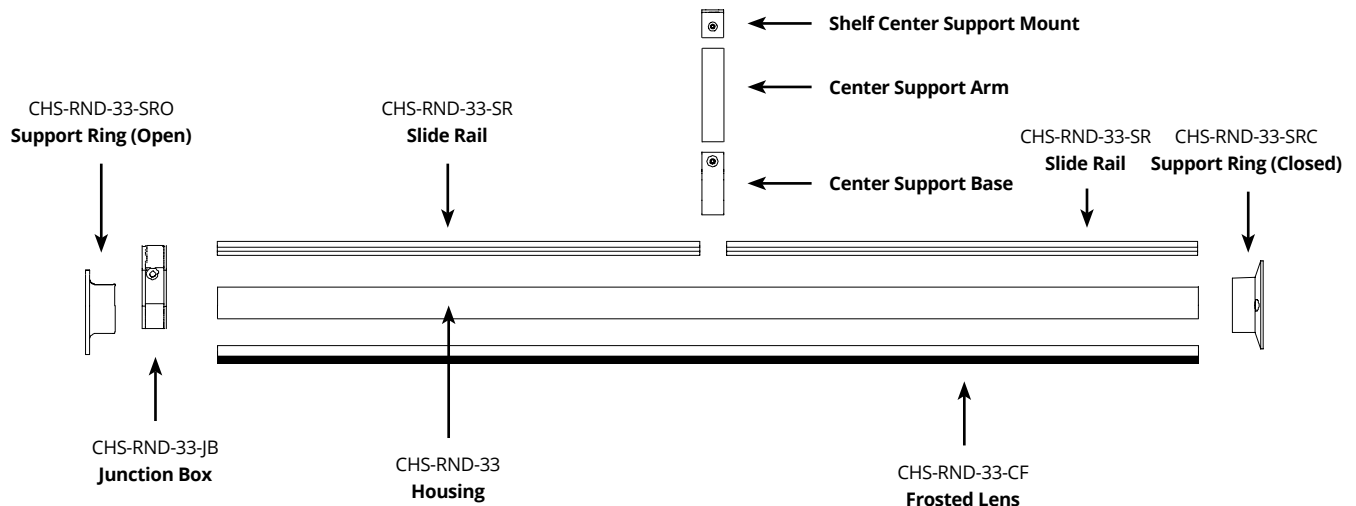 Shelf Center Support Mount
Center Support Arm
Center Support Base
CHS-RND-33-SRO
Support Ring (Open)
CHS-RND-33-SR
Slide Rail
CHS-RND-33-SR
Slide Rail
CHS-RND-33-SRC
Support Ring (Closed)
CHS-RND-33-JB
Junction Box
CHS-RND-33
Housing
CHS-RND-33-CF
Frosted Lens